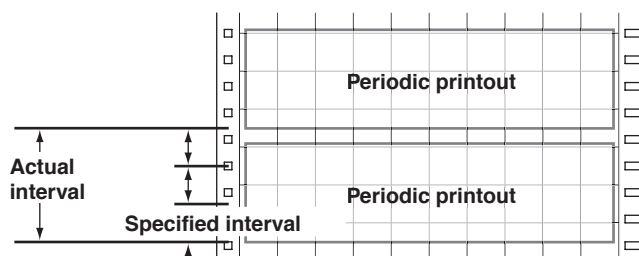 Periodic printout
Actual
interval
Periodic printout
Specified interval